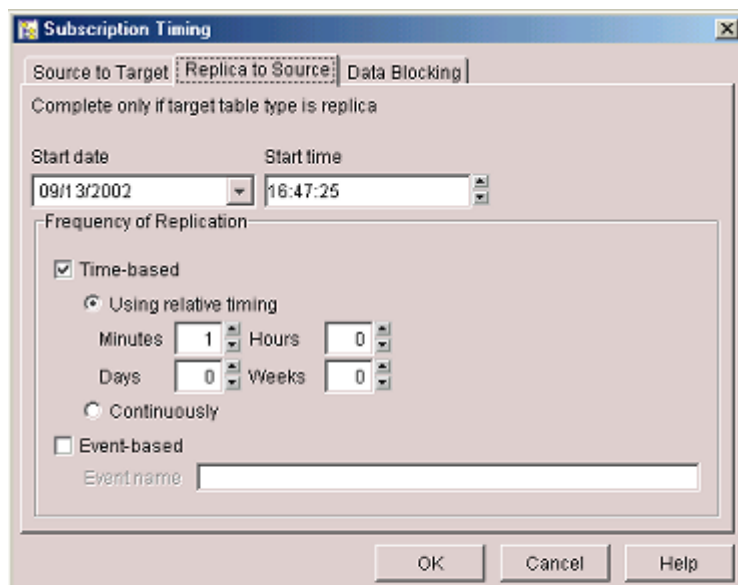 Subscription Timing
Source to Target Replica to Source Data Blocking
Complete only if target table type is replica
Start date Start time
09/13/2002 16:47:25
Frequency of Replication
Time-based
Using relative timing
Minutes 1 Hours 0
Days 0 Weeks 0
Continuously
Event-based
Event name
OK Cancel Help